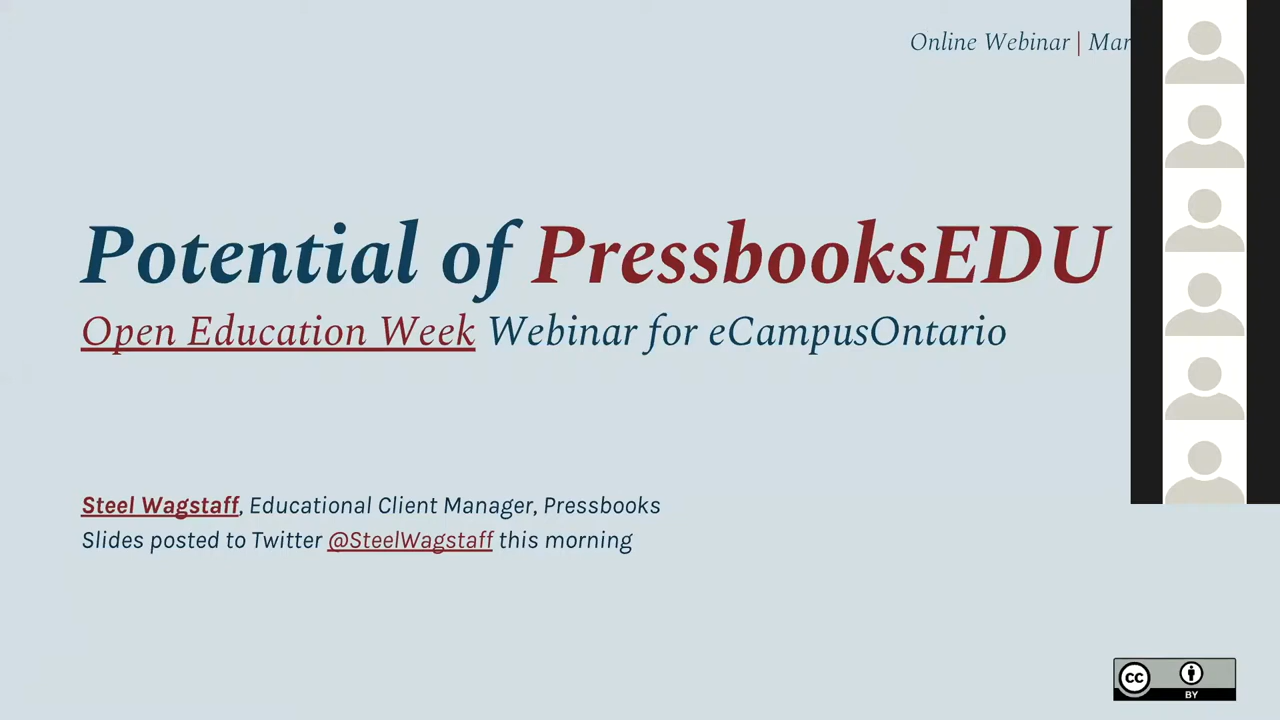 Online Webinar | Mar
Potential of PressbooksEDU
Open Education Week Webinar for eCampusOntario
Steel Wagstaff, Educational Client Manager, Pressbooks
Slides posted to Twitter @SteelWagstaff this morning
cc
BY